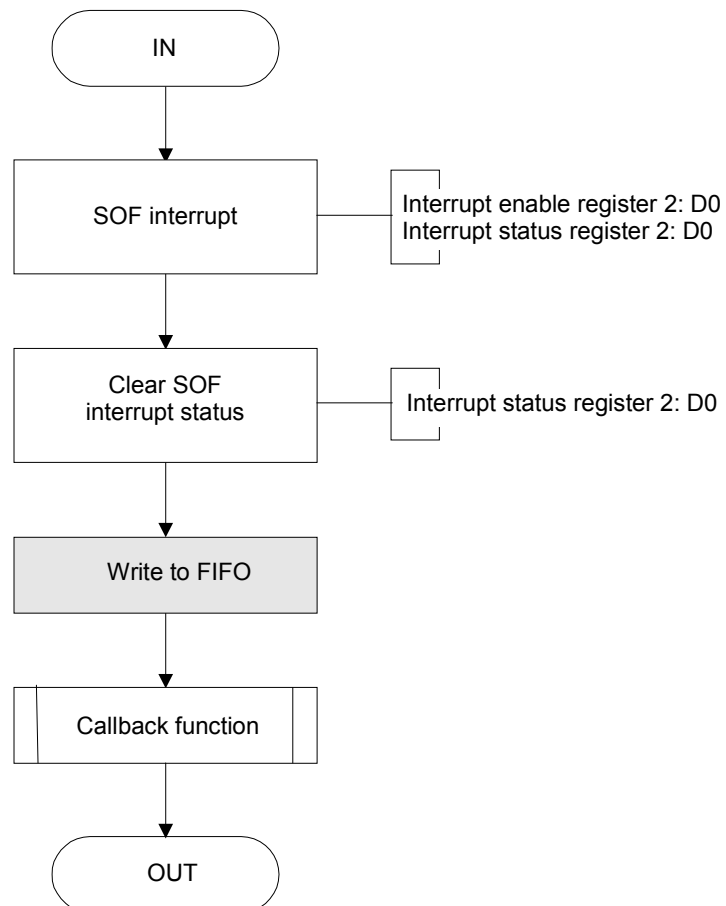 IN
SOF interrupt
Interrupt enable register 2: D0
Interrupt status register 2: D0
Clear SOF
interrupt status
Interrupt status register 2: D0
Write to FIFO
Callback function
OUT